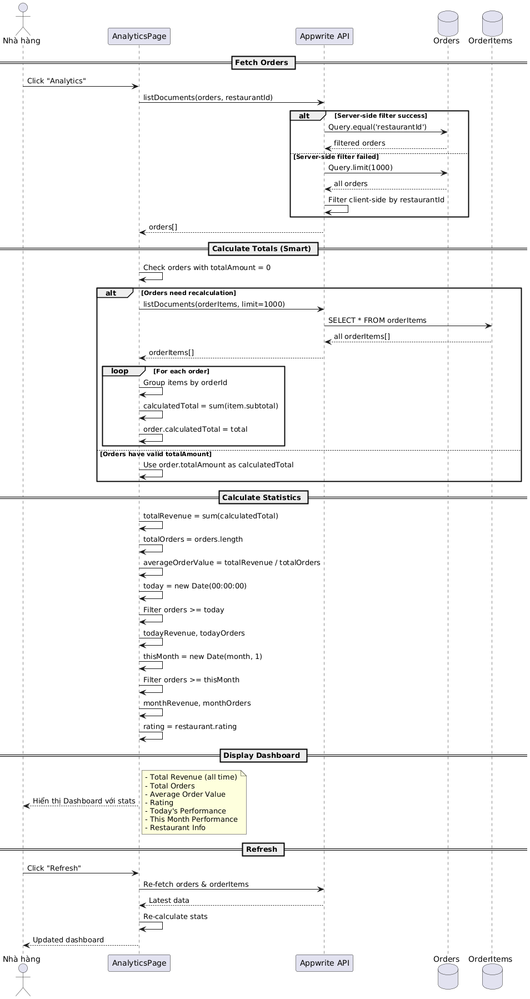 Nhà hàng
AnalyticsPage
Appwrite API
Orders
OrderItems
Fetch Orders
Click "Analytics"
listDocuments(orders, restaurantId)
alt
[Server-side filter success]
Query.equal('restaurantId')
filtered orders
[Server-side filter failed]
Query.limit(1000)
all orders
Filter client-side by restaurantId
orders[]
Calculate Totals (Smart)
Check orders with totalAmount = 0
alt
[Orders need recalculation]
listDocuments(orderItems, limit=1000)
SELECT * FROM orderItems
all orderItems[]
orderItems[]
loop
[For each order]
Group items by orderId
calculatedTotal = sum(item.subtotal)
order.calculatedTotal = total
[Orders have valid totalAmount]
Use order.totalAmount as calculatedTotal
Calculate Statistics
totalRevenue = sum(calculatedTotal)
totalOrders = orders.length
averageOrderValue = totalRevenue / totalOrders
today = new Date(00:00:00)
Filter orders >= today
todayRevenue, todayOrders
thisMonth = new Date(month, 1)
Filter orders >= thisMonth
monthRevenue, monthOrders
rating = restaurant.rating
Display Dashboard
Hiển thị Dashboard với stats
- Total Revenue (all time)
- Total Orders
- Average Order Value
- Rating
- Today's Performance
- This Month Performance
- Restaurant Info
Refresh
Click "Refresh"
Re-fetch orders & orderItems
Latest data
Re-calculate stats
Updated dashboard
Nhà hàng
AnalyticsPage
Appwrite API
Orders
OrderItems